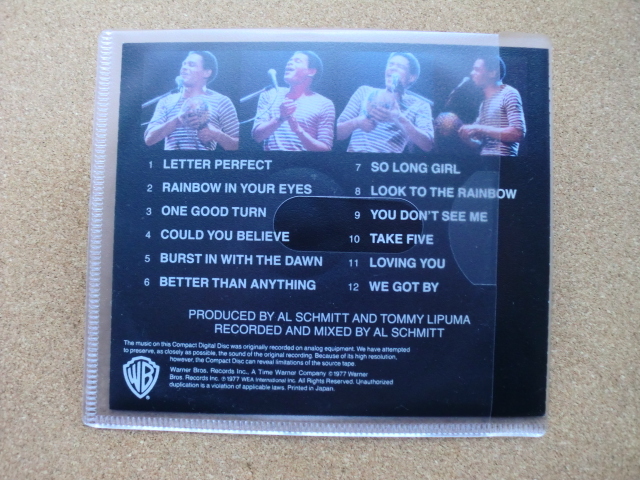 1 LETTER PERFECT
2 RAINBOW IN YOUR EYES
3 ONE GOOD TURN
4 COULD YOU BELIEVE
5 BURST IN WITH THE DAWN
6 BETTER THAN ANYTHING
7 SO LONG GIRL
8 LOOK TO THE RAINBOW
9 YOU DON'T SEE ME
10 TAKE FIVE
11 LOVING YOU
12 WE GOT BY
PRODUCED BY AL SCHMITT AND TOMMY LIPUMA
RECORDED AND MIXED BY AL SCHMITT
The music on this Compact Digital Disc was originally recorded on analog equipment. We have attempted
to preserve, as closely as possible, the sound of the original recording. Because of its high resolution,
however, the Compact Disc can reveal limitations of the source tape.
WB
Warner Bros. Records Inc., A Time Warner Company ©1977 Warner
Bros. Records Inc. ℗ 1977 WEA International Inc. All Rights Reserved. Unauthorized
duplication is a violation of applicable laws. Printed in Japan.